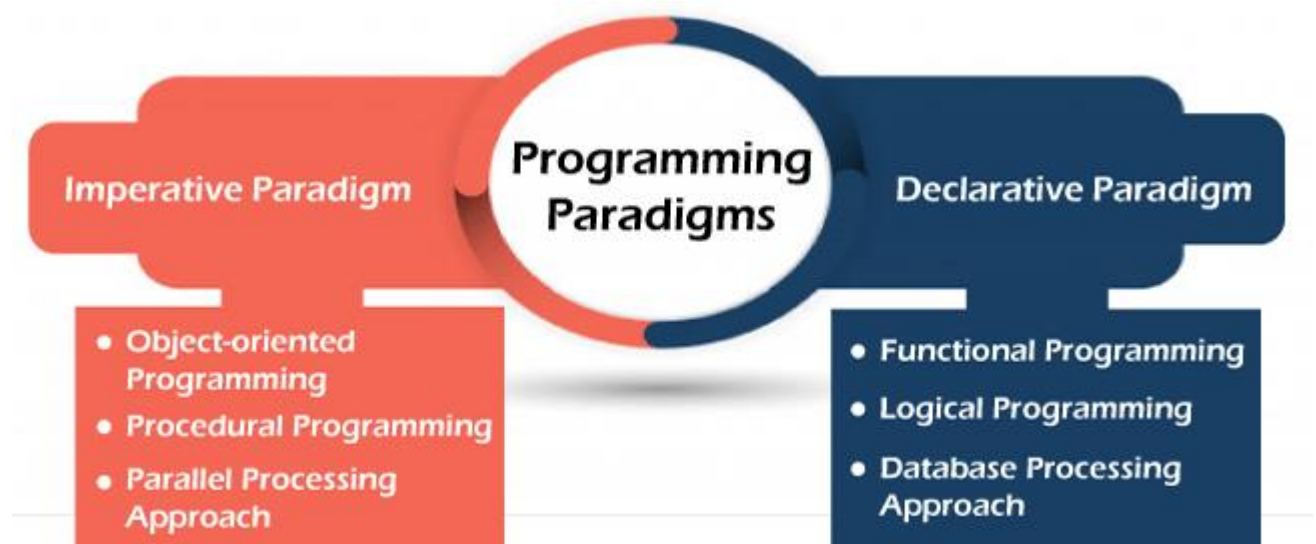 Programming
Paradigms
Imperative Paradigm
• Object-oriented
Programming
• Procedural Programming
• Parallel Processing
Approach
Declarative Paradigm
• Functional Programming
• Logical Programming
• Database Processing
Approach